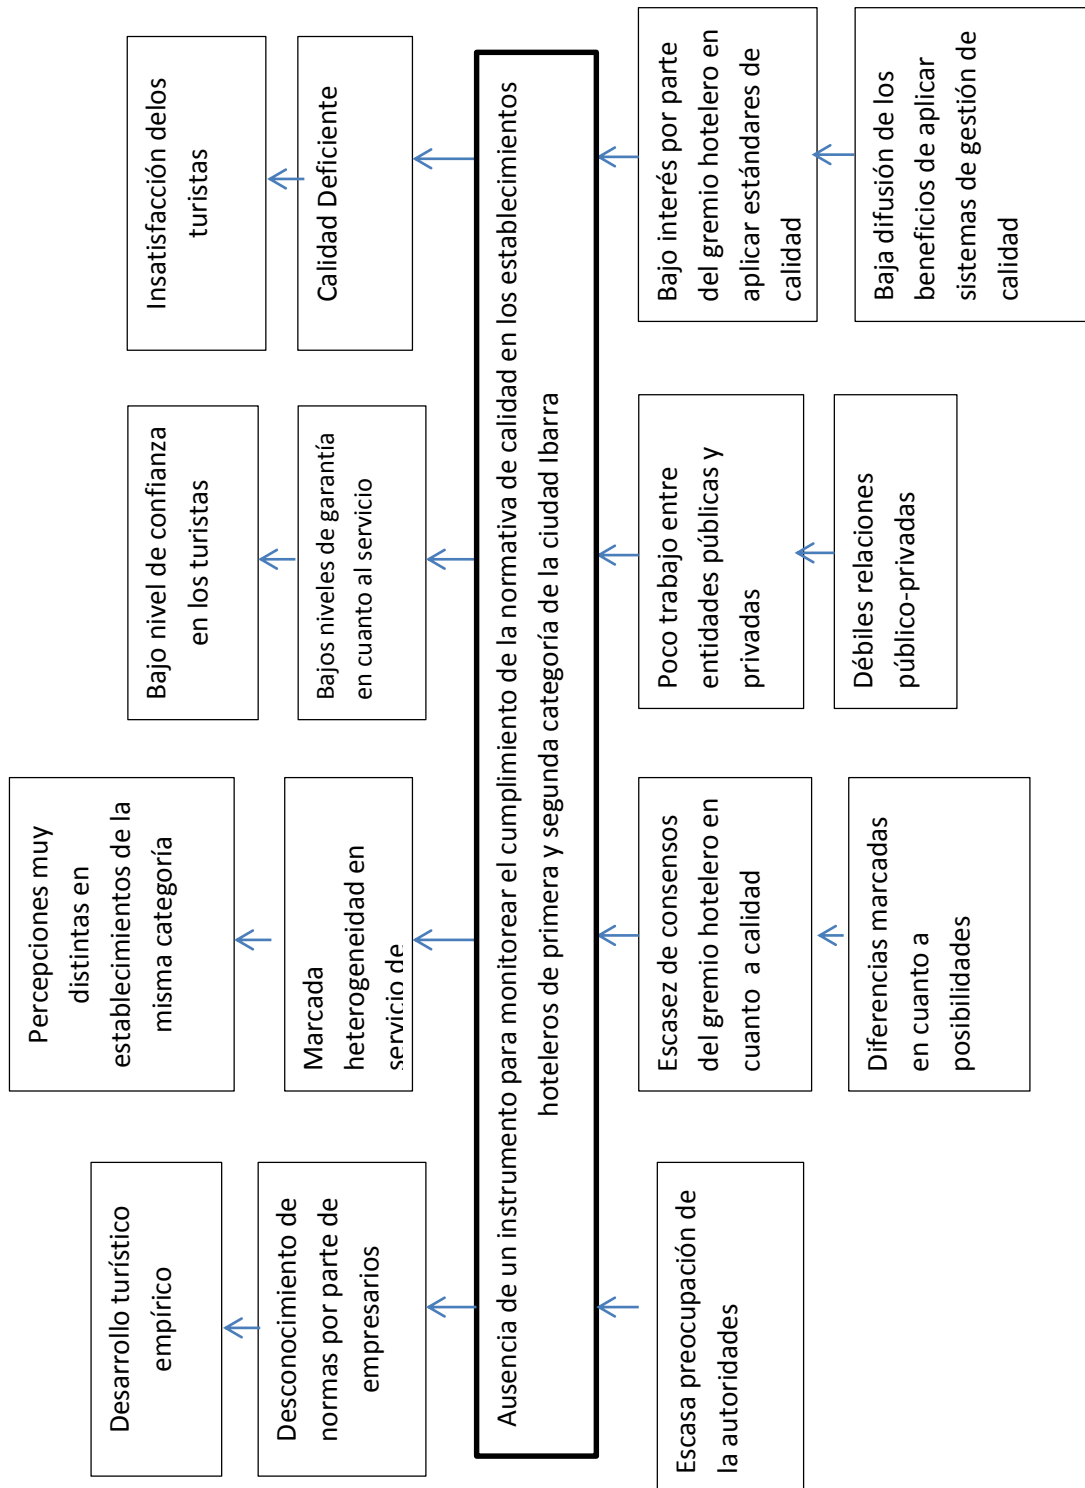 Desarrollo turístico
empírico
Percepciones muy
distintas en
establecimientos de la
misma categoría
Bajo nivel de confianza
en los turistas
Insatisfacción delos
turistas
Desconocimiento de
normas por parte de
empresarios
Marcada
heterogeneidad en
servicio de
Bajos niveles de garantía
en cuanto al servicio
Calidad Deficiente
Ausencia de un instrumento para monitorear el cumplimiento de la normativa de calidad en los establecimientos
hoteleros de primera y segunda categoría de la ciudad Ibarra
Escasa preocupación de
la autoridades
Escasez de consensos
del gremio hotelero en
cuanto a calidad
Poco trabajo entre
entidades públicas y
privadas
Bajo interés por parte
del gremio hotelero en
aplicar estándares de
calidad
Diferencias marcadas
en cuanto a
posibilidades
Débiles relaciones
público-privadas
Baja difusión de los
beneficios de aplicar
sistemas de gestión de
calidad